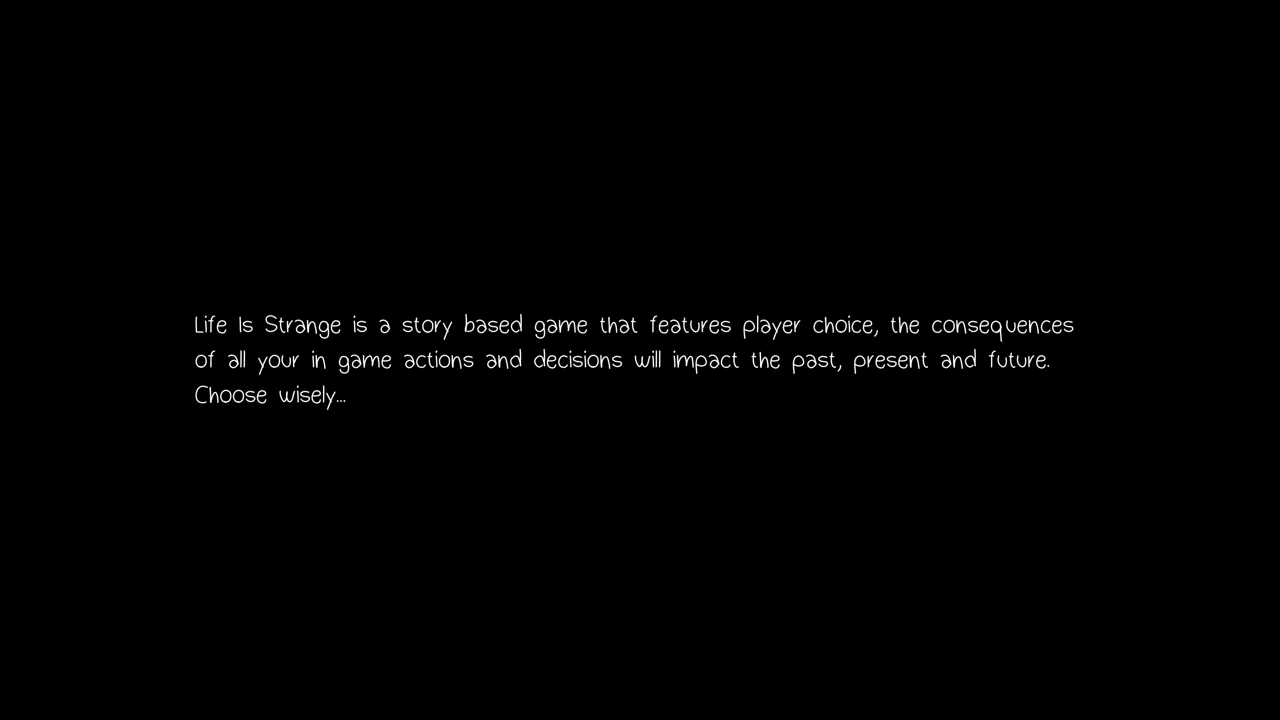 Life Is Strange is a story based game that features player choice, the consequences
of all your in game actions and decisions will impact the past, present and future.
Choose wisely...